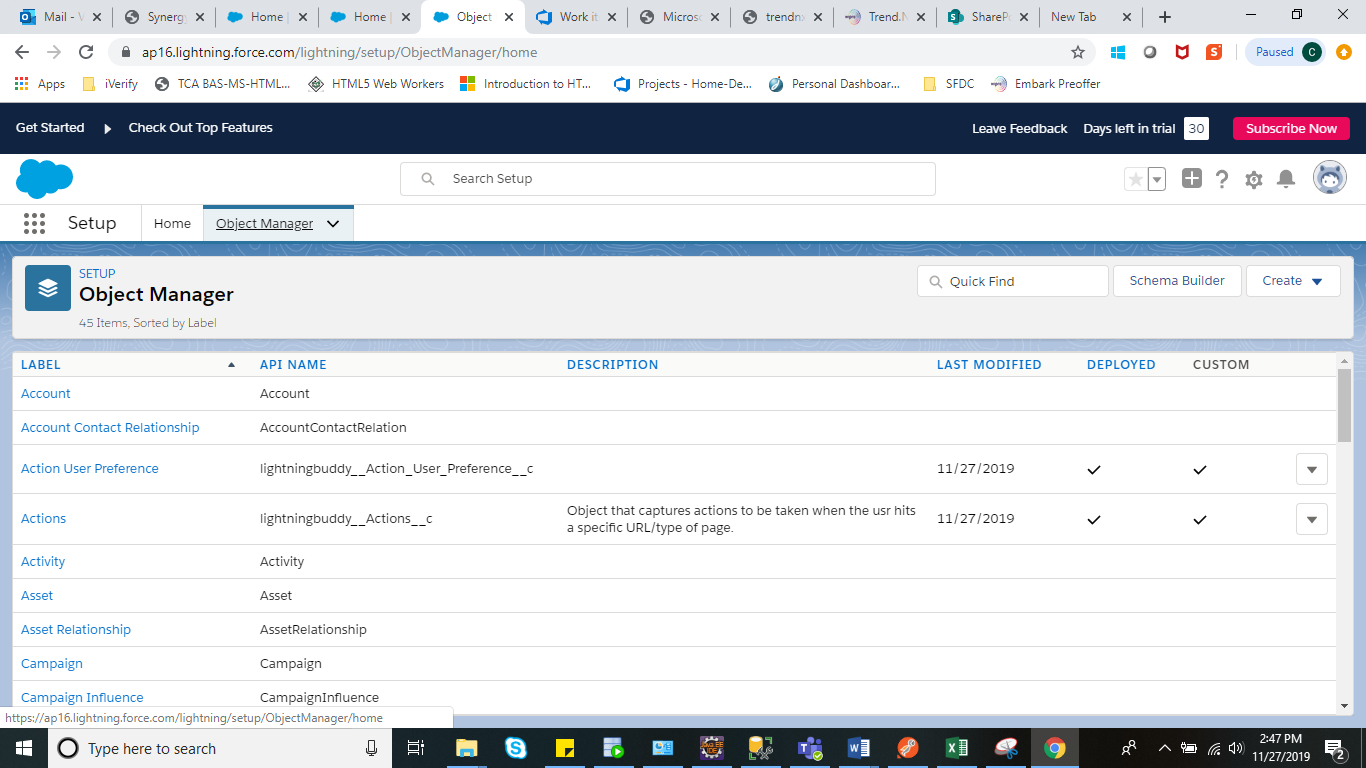 Mail - V
Synergy
Home |
Home |
Object
Work it
Microso
trendnx
Trend.N
SharePo
New Tab
ap16.lightning.force.com/lightning/setup/ObjectManager/home
Paused C
Apps
iVerify
TCA BAS-MS-HTML...
HTML5 Web Workers
Introduction to HT...
Projects - Home-De...
Personal Dashboar...
SFDC
Embark Preoffer
Get Started
Check Out Top Features
Leave Feedback
Days left in trial 30
Subscribe Now
Search Setup
Setup
Home
Object Manager
SETUP
Object Manager
45 Items, Sorted by Label
Quick Find
Schema Builder
Create
LABEL API NAME DESCRIPTION LAST MODIFIED DEPLOYED CUSTOM
Account Account
Account Contact Relationship AccountContactRelation
Action User Preference lightningbuddy__Action_User_Preference__c 11/27/2019
Actions lightningbuddy__Actions__c Object that captures actions to be taken when the usr hits
a specific URL/type of page. 11/27/2019
Activity Activity
Asset Asset
Asset Relationship AssetRelationship
Campaign Campaign
Campaign Influence CampaignInfluence
https://ap16.lightning.force.com/lightning/setup/ObjectManager/home
Type here to search
2:47 PM
11/27/2019
2